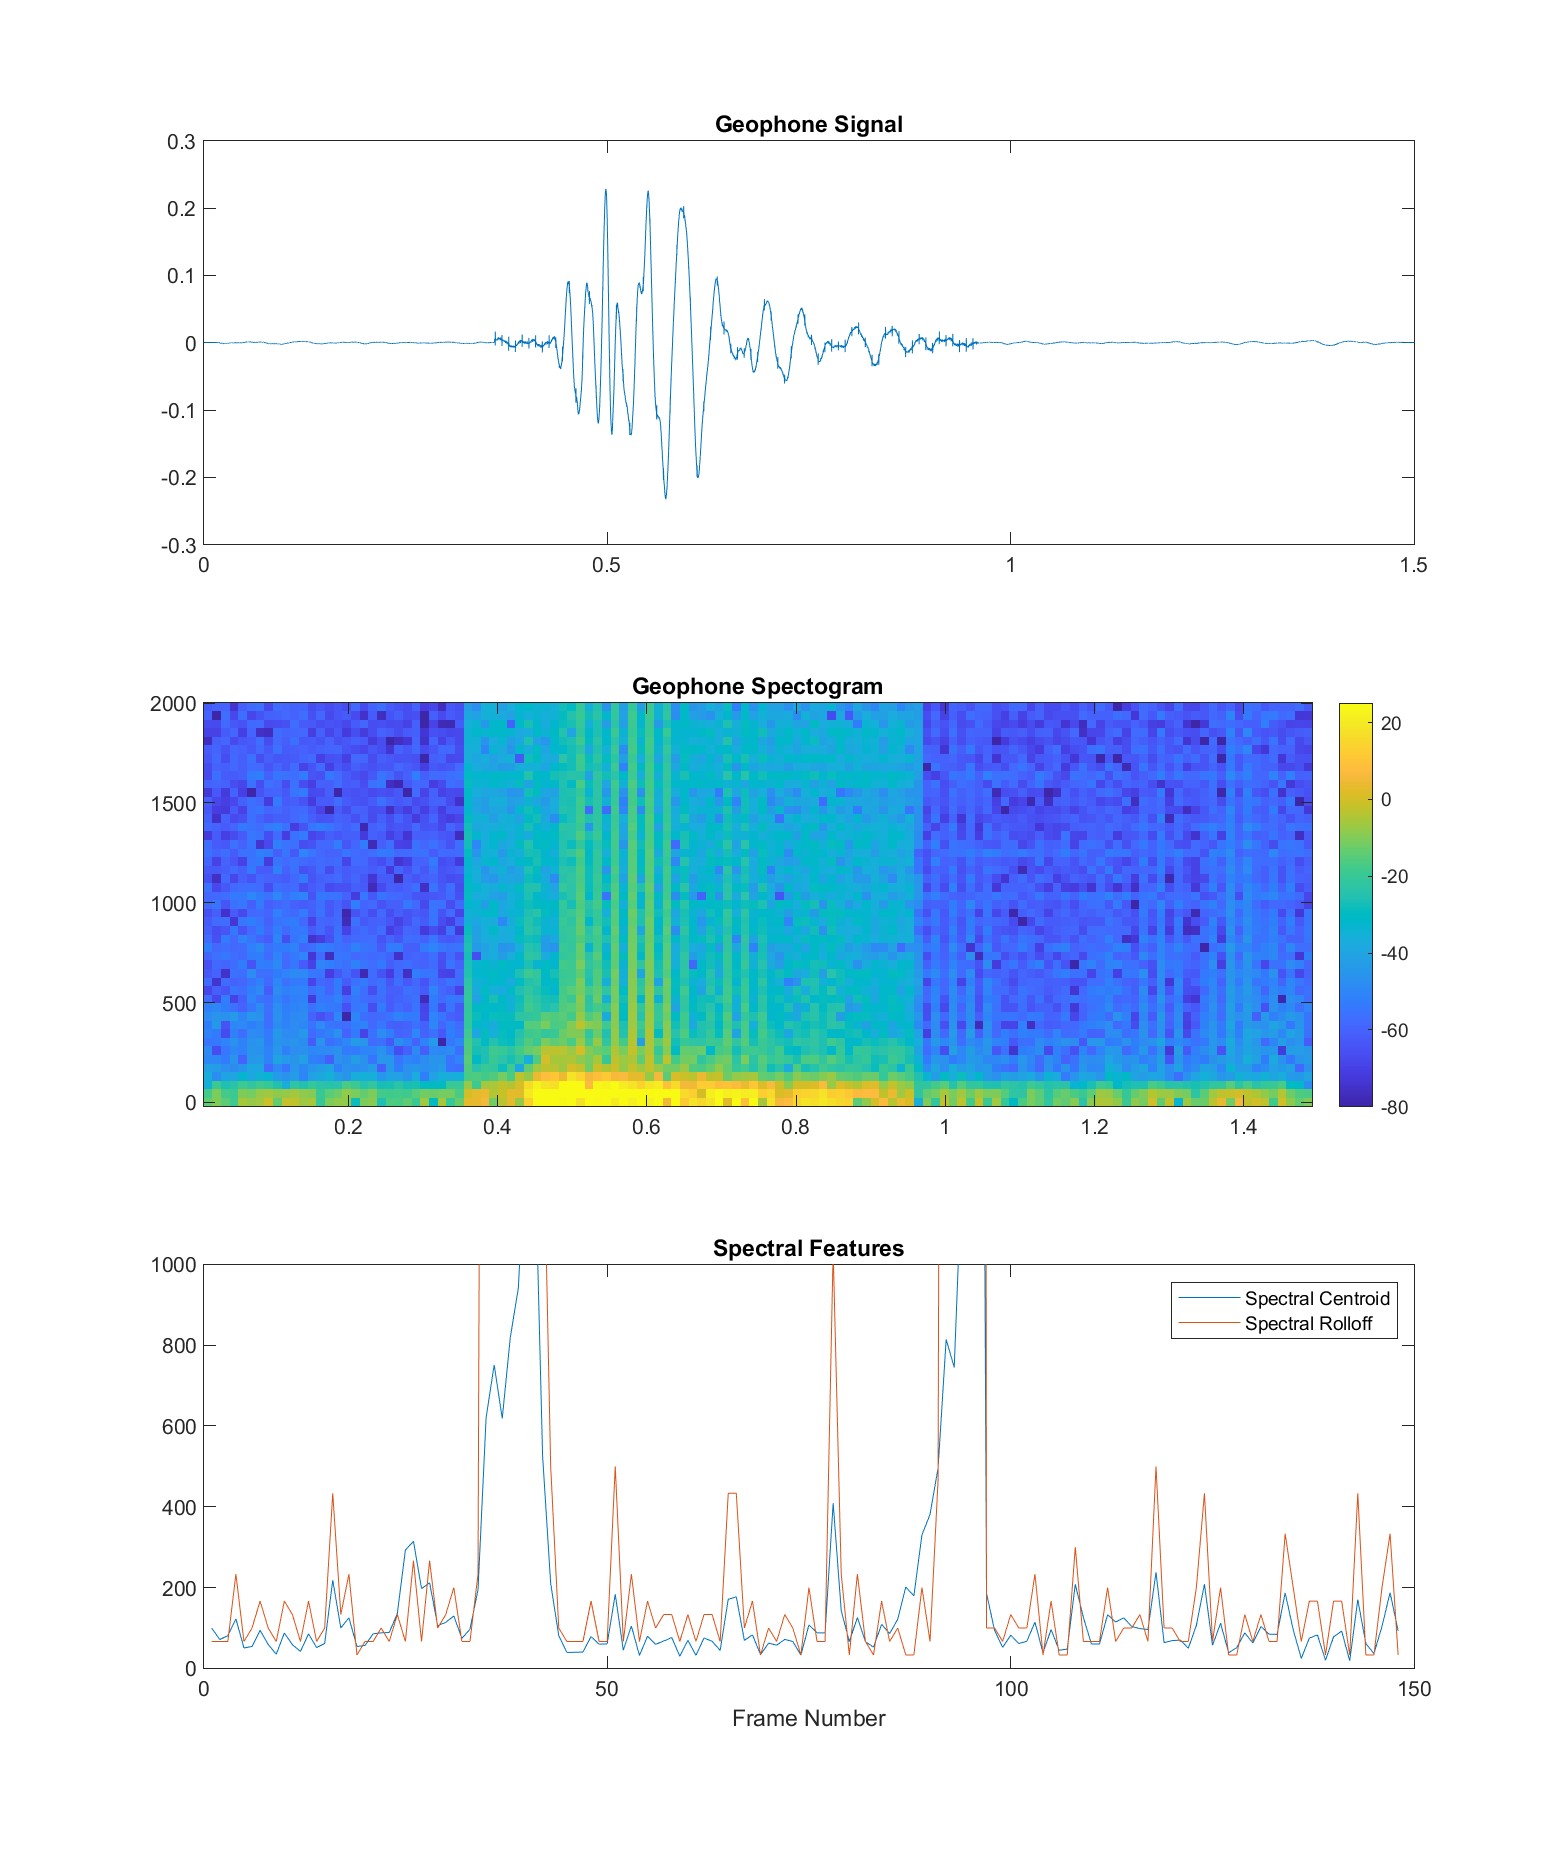 Geophone Signal
0.3
0.2
0.1
0
-0.1
-0.2
-0.3
0 0.5 1 1.5
Geophone Spectogram
2000
1500
1000
500
0
0.2 0.4 0.6 0.8 1 1.2 1.4
20
0
-20
-40
-60
-80
Spectral Features
1000
800
600
400
200
0
0 50 100 150
Spectral Centroid
Spectral Rolloff
Frame Number